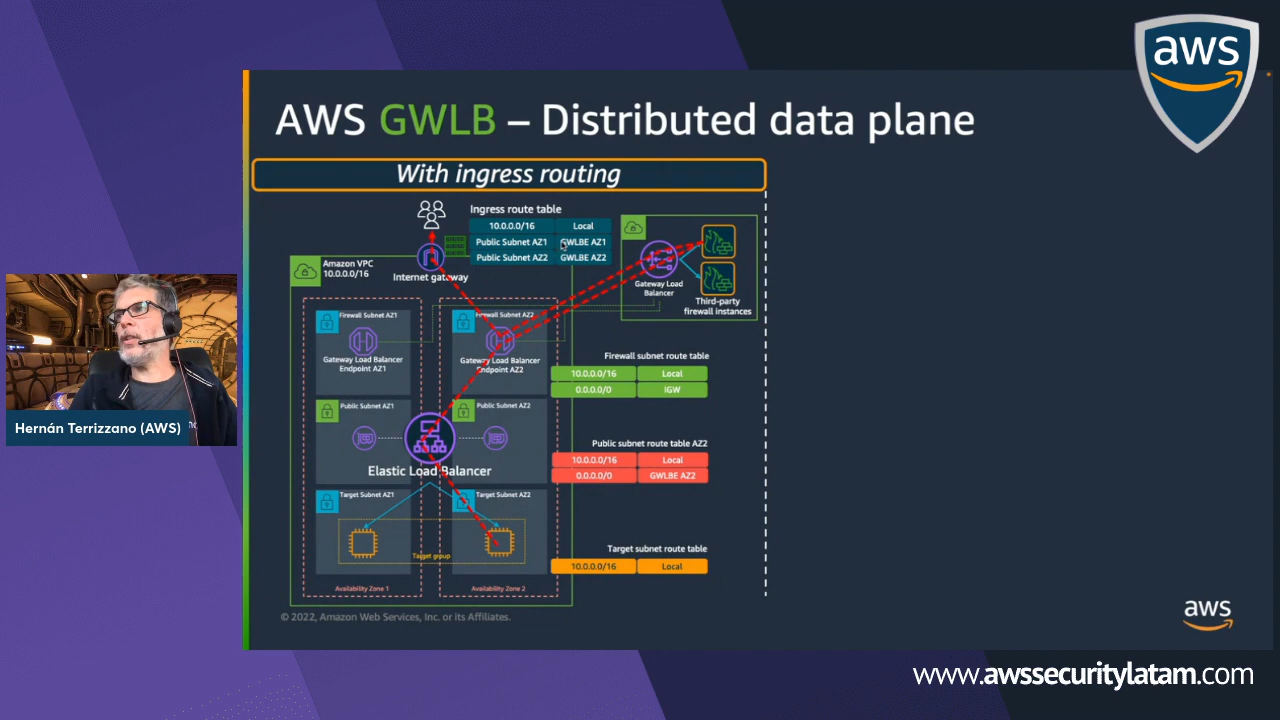 aws
AWS GWLB – Distributed data plane
With ingress routing
Ingress route table
10.0.0.0/16 Local
Public Subnet AZ1 GWLBE AZ1
Public Subnet AZ2 GWLBE AZ2
Internet gateway
Amazon VPC
10.0.0.0/16
Gateway Load
Balancer
Third-party
firewall instances
Firewall Subnet AZ1
Gateway Load Balancer
Endpoint AZ1
Firewall Subnet AZ2
Gateway Load Balancer
Endpoint AZ2
Firewall subnet route table
10.0.0.0/16 Local
0.0.0.0/0 IGW
Public Subnet AZ1
Public Subnet AZ2
Elastic Load Balancer
Public subnet route table AZ2
10.0.0.0/16 Local
0.0.0.0/0 GWLBE AZ2
Target Subnet AZ1
Target Subnet AZ2
Target group
Target subnet route table
10.0.0.0/16 Local
Availability Zone 1
Availability Zone 2
© 2022, Amazon Web Services, Inc. or its Affiliates.
aws
Hernán Terrizzano (AWS)
www.awssecuritylatam.com